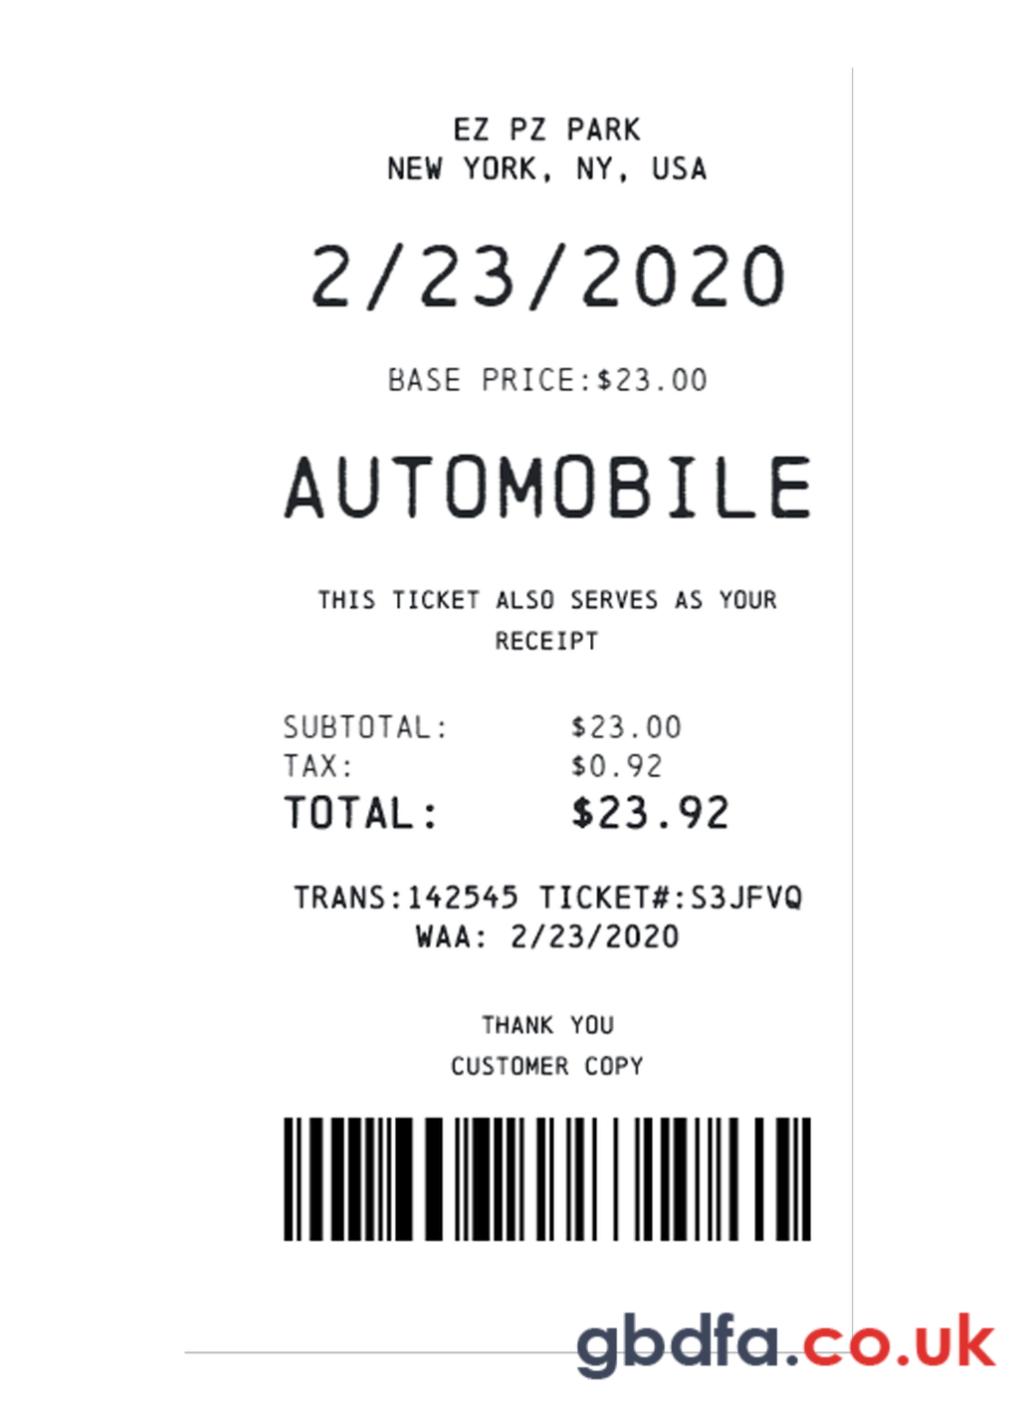 EZ PZ PARK
NEW YORK, NY, USA
2/23/2020
BASE PRICE:$23.00
AUTOMOBILE
THIS TICKET ALSO SERVES AS YOUR
RECEIPT
SUBTOTAL: $23.00
TAX: $0.92
TOTAL: $23.92
TRANS:142545 TICKET#:S3JFVQ
WAA: 2/23/2020
THANK YOU
CUSTOMER COPY
gbdfa.co.uk